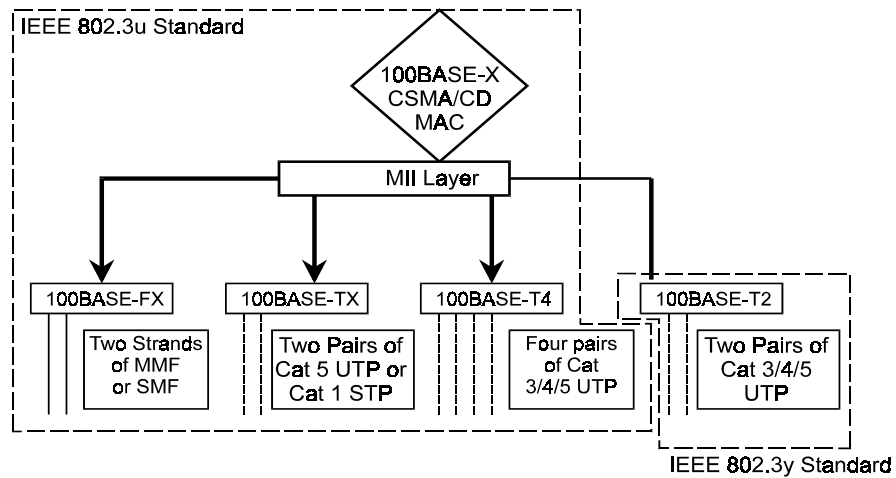 IEEE 802.3u Standard
100BASE-X
CSMA/CD
MAC
MII Layer
100BASE-FX
100BASE-TX
100BASE-T4
100BASE-T2
Two Strands
of MMF
or SMF
Two Pairs of
Cat 5 UTP or
Cat 1 STP
Four pairs
of Cat
3/4/5 UTP
Two Pairs of
Cat 3/4/5
UTP
IEEE 802.3y Standard